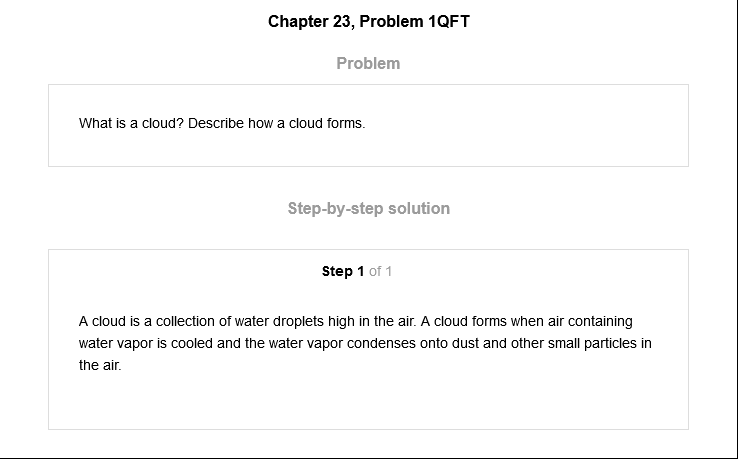 Chapter 23, Problem 1QFT
Problem
What is a cloud? Describe how a cloud forms.
Step-by-step solution
Step 1 of 1
A cloud is a collection of water droplets high in the air. A cloud forms when air containing
water vapor is cooled and the water vapor condenses onto dust and other small particles in
the air.